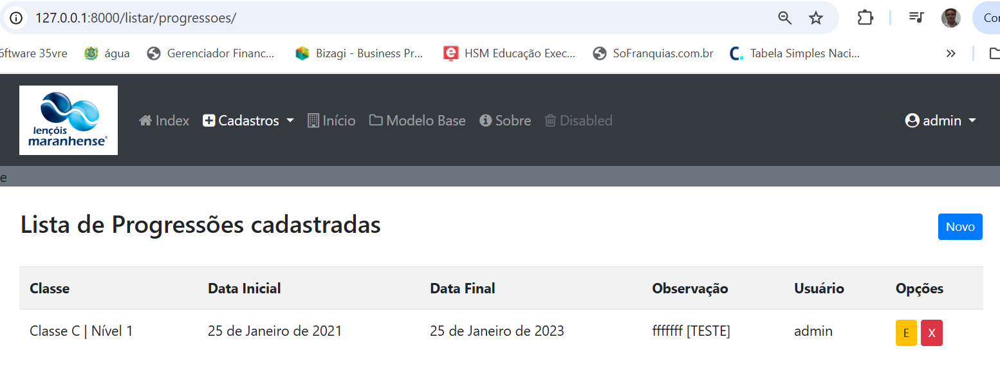 127.0.0.1:8000/listar/progressoes/
Con
6ftware 35vre água Gerenciador Financ... Bizagi - Business Pr... HSM Educação Exec... SoFranquias.com.br Tabela Simples Naci...
lençóis
maranhense®
Index Cadastros Início Modelo Base Sobre Disabled admin
e
Lista de Progressões cadastradas
Novo
Classe Data Inicial Data Final Observação Usuário Opções
Classe C | Nível 1 25 de Janeiro de 2021 25 de Janeiro de 2023 fffffff [TESTE] admin E X